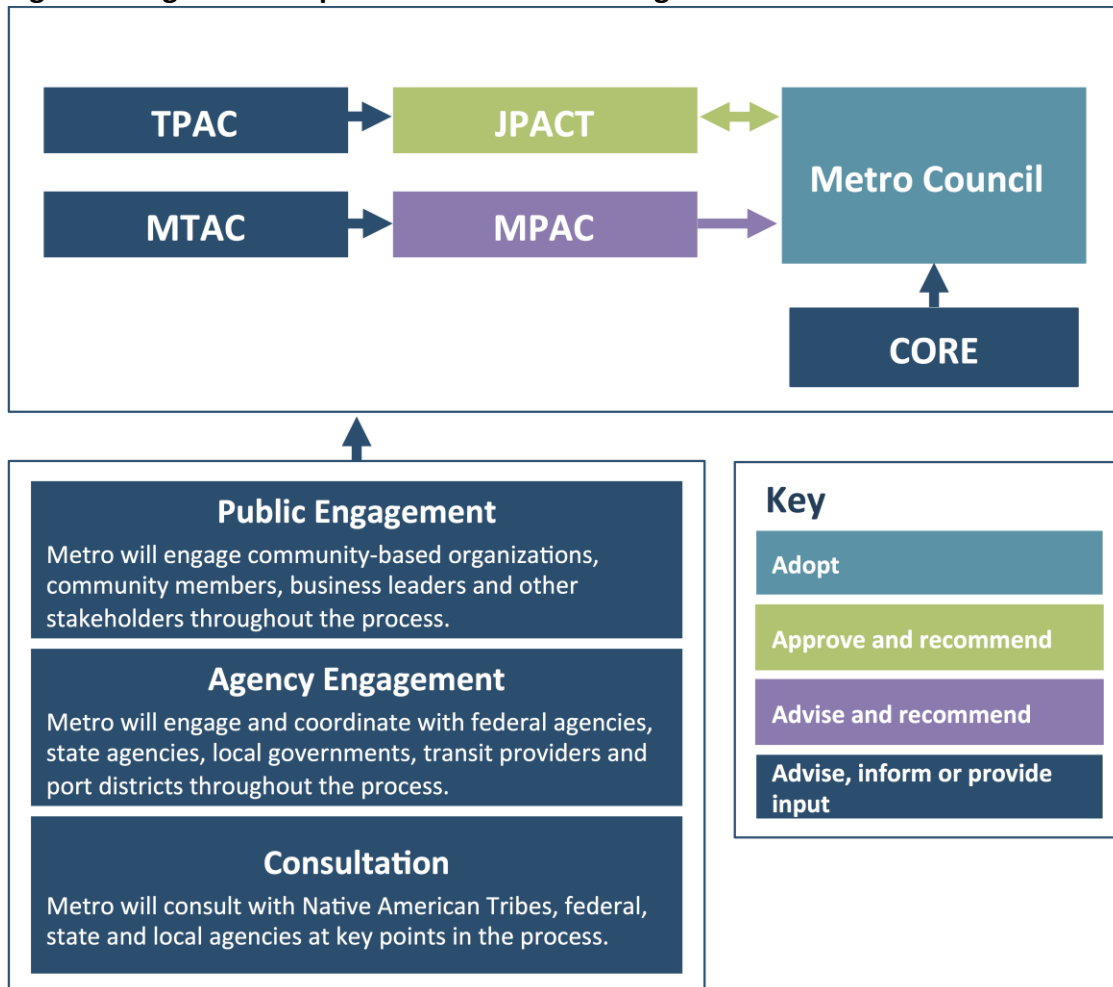 TPAC
JPACT
Metro Council
MTAC
MPAC
CORE
Public Engagement
Metro will engage community-based organizations,
community members, business leaders and other
stakeholders throughout the process.
Agency Engagement
Metro will engage and coordinate with federal agencies,
state agencies, local governments, transit providers and
port districts throughout the process.
Consultation
Metro will consult with Native American Tribes, federal,
state and local agencies at key points in the process.
Key
Adopt
Approve and recommend
Advise and recommend
Advise, inform or provide
input